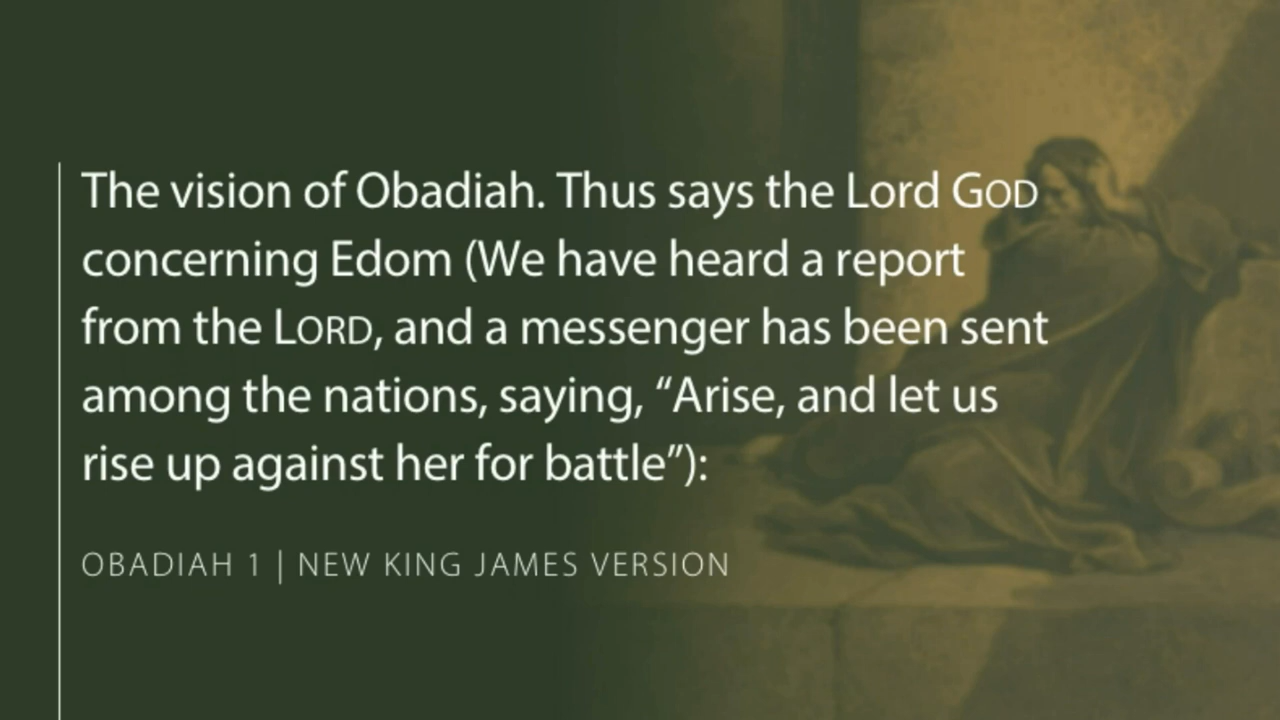 The vision of Obadiah. Thus says the Lord GOD
concerning Edom (We have heard a report
from the LORD, and a messenger has been sent
among the nations, saying, “Arise, and let us
rise up against her for battle”):
OBADIAH 1 | NEW KING JAMES VERSION